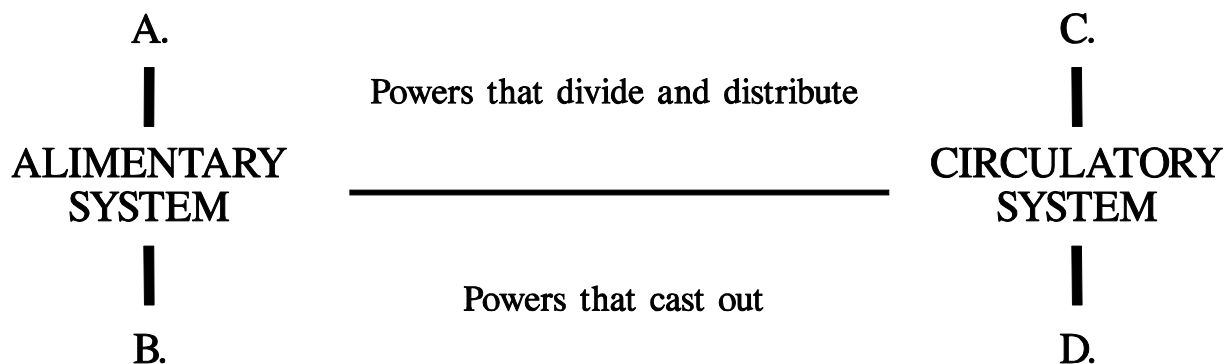 A.
C.
Powers that divide and distribute
ALIMENTARY
SYSTEM
CIRCULATORY
SYSTEM
Powers that cast out
B.
D.